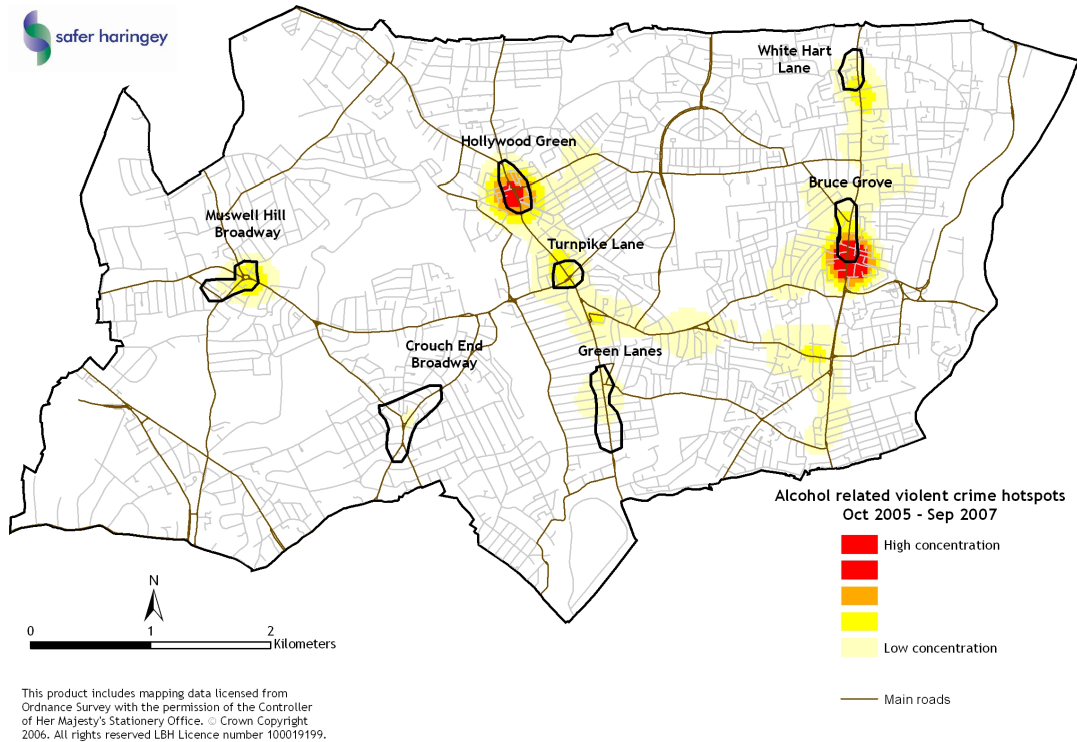 safer haringey
White Hart
Lane
Hollywood Green
Bruce Grove
Muswell Hill
Broadway
Turnpike Lane
Crouch End
Broadway
Green Lanes
Alcohol related violent crime hotspots
Oct 2005 - Sep 2007
High concentration
Low concentration
Main roads
N
0 1 2
Kilometers
This product includes mapping data licensed from
Ordnance Survey with the permission of the Controller
of Her Majesty's Stationery Office. © Crown Copyright
2006. All rights reserved LBH Licence number 100019199.